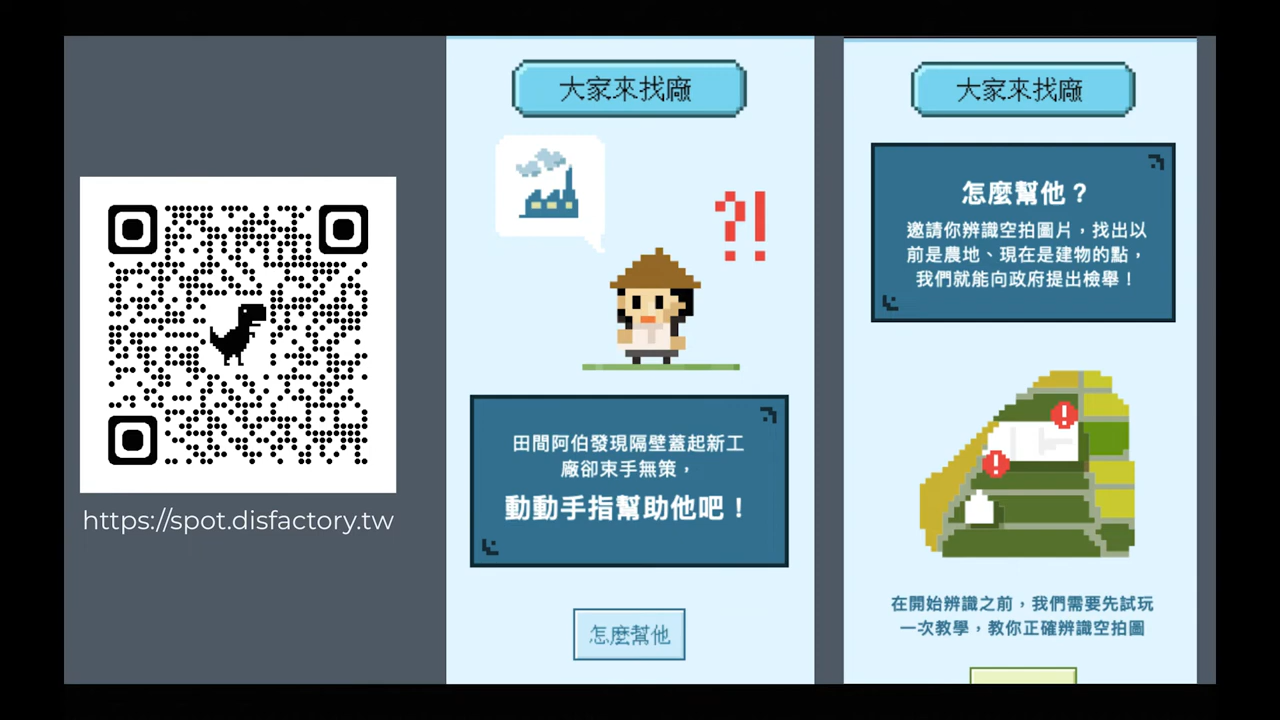 https://spot.disfactory.tw
大家來找廠
?!
田間阿伯發現隔壁蓋起新工
廠卻束手無策，
動動手指幫助他吧！
怎麼幫他
大家來找廠
怎麼幫他？
邀請你辨識空拍圖片，找出以
前是農地、現在是建物的點，
我們就能向政府提出檢舉！
!
!
在開始辨識之前，我們需要先試玩
一次教學，教你正確辨識空拍圖